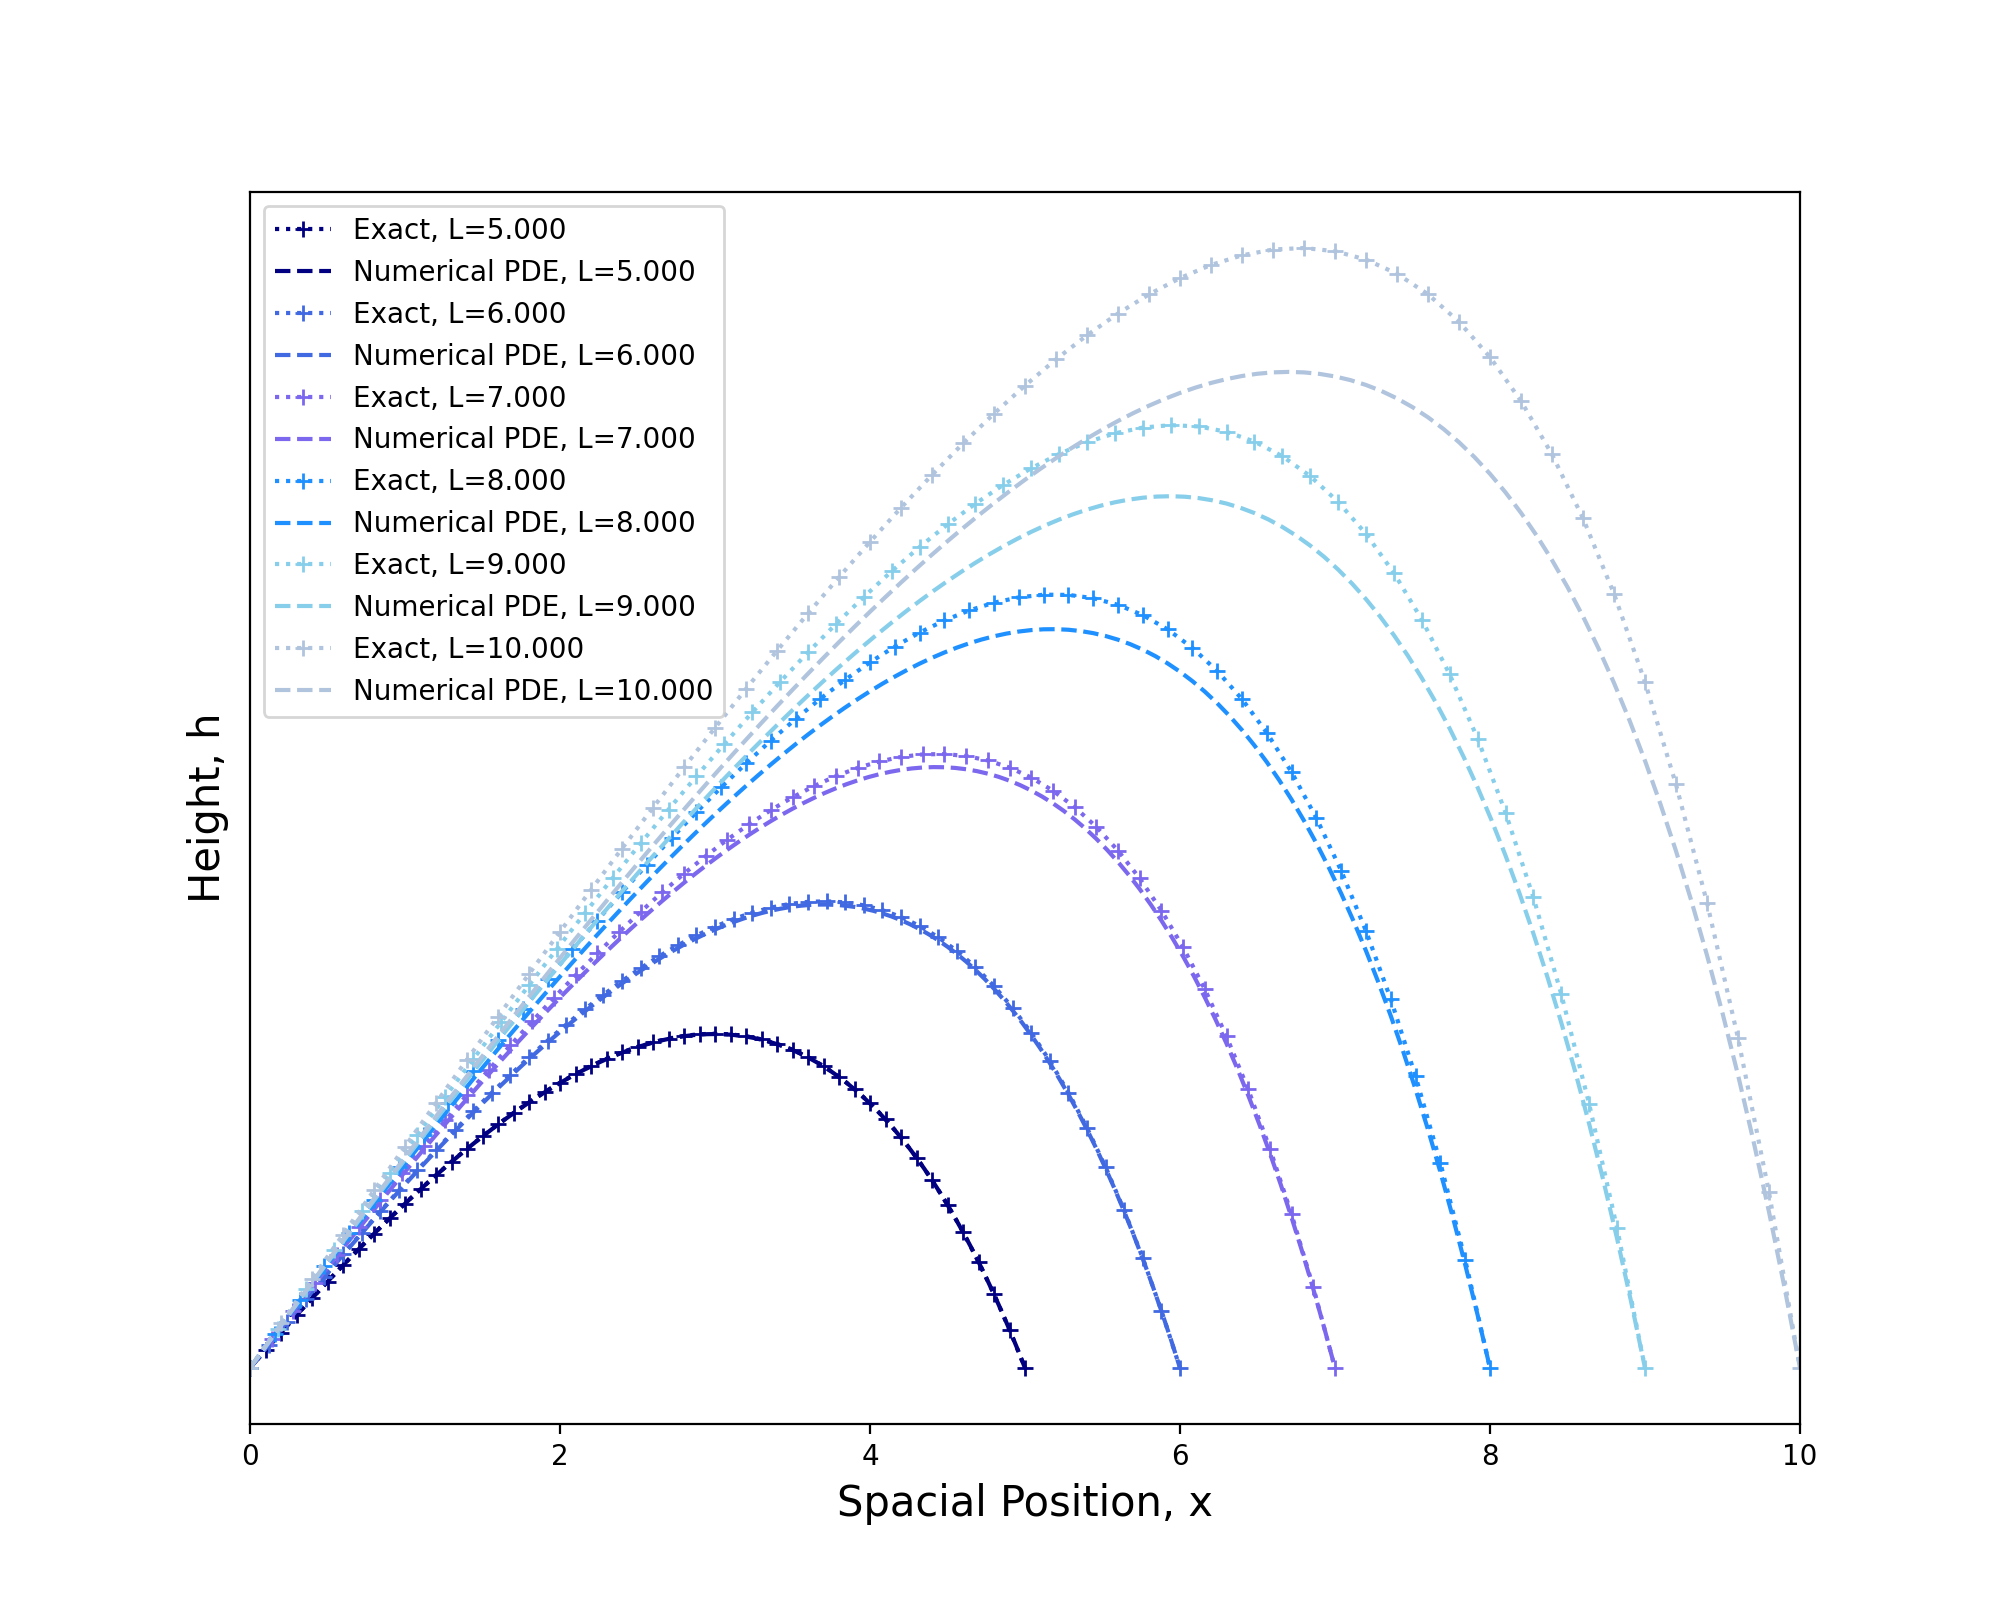 Exact, L=5.000
Numerical PDE, L=5.000
Exact, L=6.000
Numerical PDE, L=6.000
Exact, L=7.000
Numerical PDE, L=7.000
Exact, L=8.000
Numerical PDE, L=8.000
Exact, L=9.000
Numerical PDE, L=9.000
Exact, L=10.000
Numerical PDE, L=10.000
Height, h
0 2 4 6 8 10
Spacial Position, x